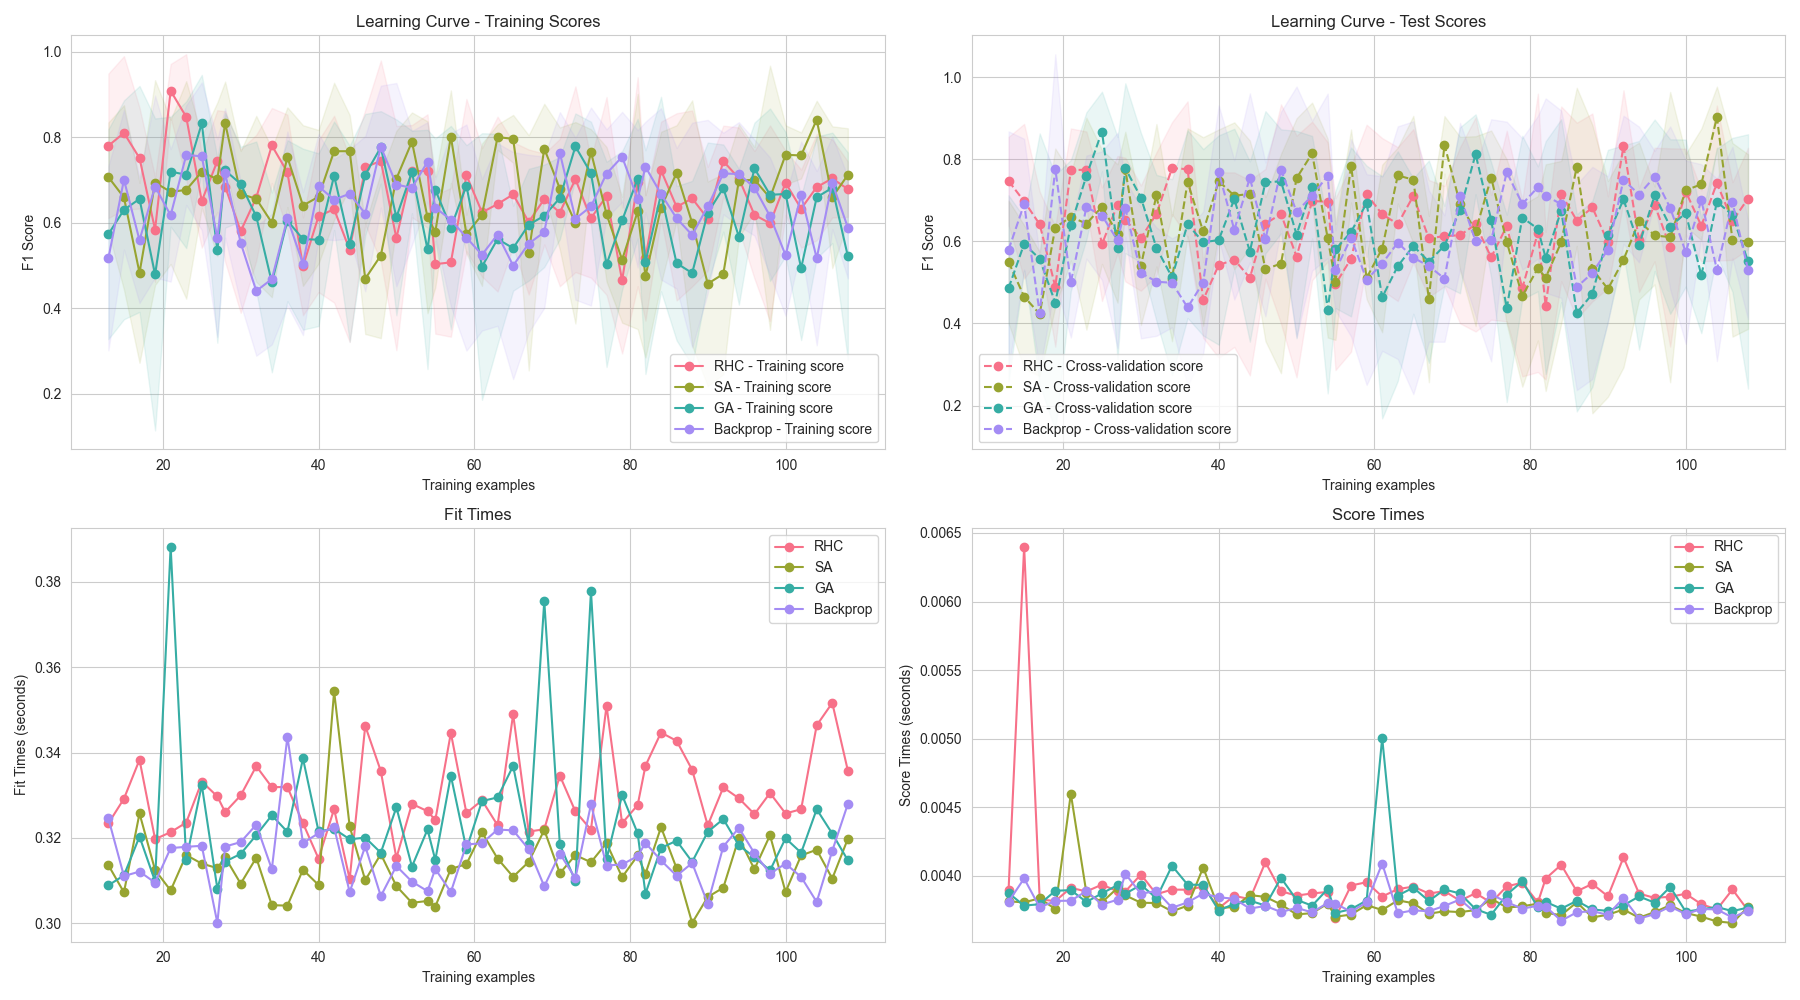 Learning Curve - Training Scores
1.0
0.8
0.6
0.4
0.2
F1 Score
RHC - Training score
SA - Training score
GA - Training score
Backprop - Training score
20 40 60 80 100
Training examples
Learning Curve - Test Scores
1.0
0.8
0.6
0.4
0.2
F1 Score
RHC - Cross-validation score
SA - Cross-validation score
GA - Cross-validation score
Backprop - Cross-validation score
20 40 60 80 100
Training examples
Fit Times
0.38
0.36
0.34
0.32
0.30
Fit Times (seconds)
RHC
SA
GA
Backprop
20 40 60 80 100
Training examples
Score Times
0.0065
0.0060
0.0055
0.0050
0.0045
0.0040
Score Times (seconds)
RHC
SA
GA
Backprop
20 40 60 80 100
Training examples